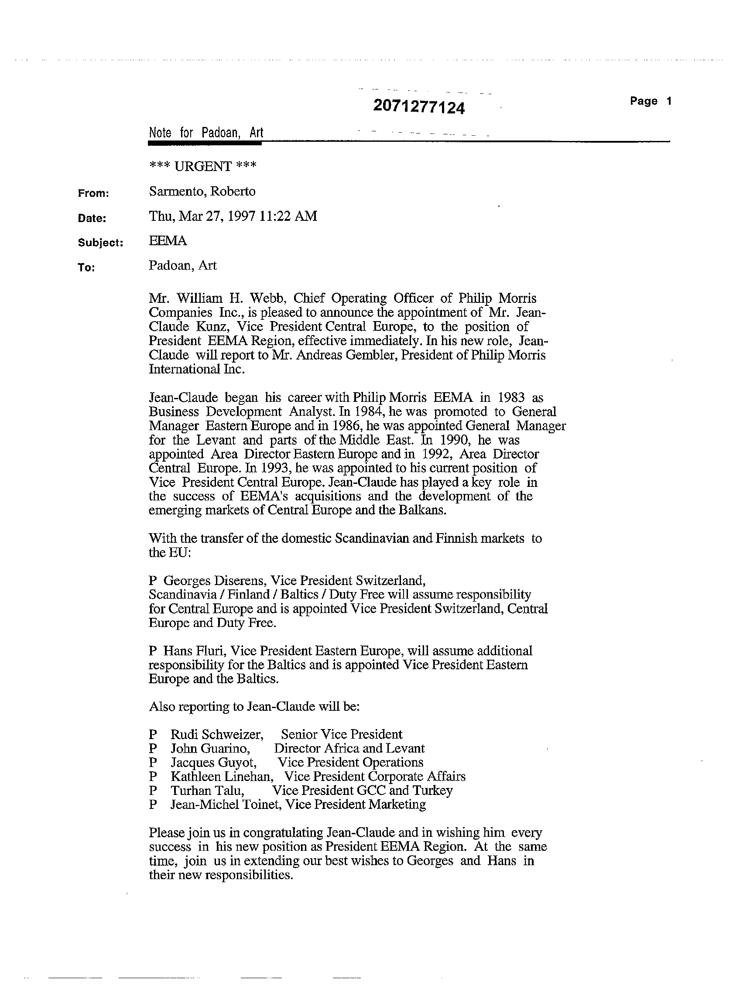 2071277124
Page 1
Note for Padoan, Art
*** URGENT ***
From: Sarmento, Roberto
Date: Thu, Mar 27, 1997 11:22 AM
Subject: EEMA
To: Padoan, Art
Mr. William H. Webb, Chief Operating Officer of Philip Morris
Companies Inc., is pleased to announce the appointment of Mr. Jean-
Claude Kunz, Vice President Central Europe, to the position of
President EEMA Region, effective immediately. In his new role, Jean-
Claude will report to Mr. Andreas Gembler, President of Philip Morris
International Inc.
Jean-Claude began his career with Philip Morris EEMA in 1983 as
Business Development Analyst. In 1984, he was promoted to General
Manager Eastern Europe and in 1986, he was appointed General Manager
for the Levant and parts of the Middle East. In 1990, he was
appointed Area Director Eastern Europe and in 1992, Area Director
Central Europe. In 1993, he was appointed to his current position of
Vice President Central Europe. Jean-Claude has played a key role in
the success of EEMA's acquisitions and the development of the
emerging markets of Central Europe and the Balkans.
With the transfer of the domestic Scandinavian and Finnish markets to
the EU:
P Georges Diserens, Vice President Switzerland,
Scandinavia / Finland / Baltics / Duty Free will assume responsibility
for Central Europe and is appointed Vice President Switzerland, Central
Europe and Duty Free.
P Hans Fluri, Vice President Eastern Europe, will assume additional
responsibility for the Baltics and is appointed Vice President Eastern
Europe and the Baltics.
Also reporting to Jean-Claude will be:
P Rudi Schweizer, Senior Vice President
P John Guarino, Director Africa and Levant
P Jacques Guyot, Vice President Operations
P Kathleen Linehan, Vice President Corporate Affairs
P Turhan Talu, Vice President GCC and Turkey
P Jean-Michel Toinet, Vice President Marketing
Please join us in congratulating Jean-Claude and in wishing him every
success in his new position as President EEMA Region. At the same
time, join us in extending our best wishes to Georges and Hans in
their new responsibilities.